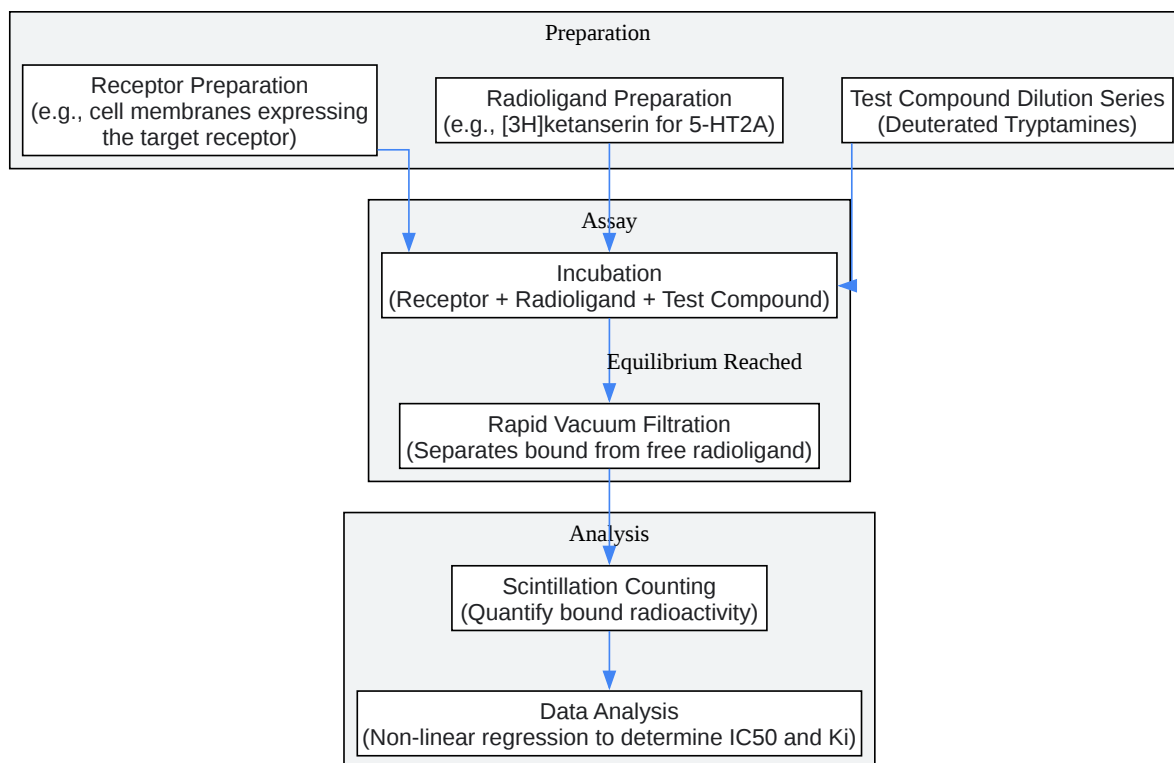 Preparation
Receptor Preparation
(e.g., cell membranes expressing
the target receptor)
Radioligand Preparation
(e.g., [3H]ketanserin for 5-HT2A)
Test Compound Dilution Series
(Deuterated Tryptamines)
Assay
Incubation
(Receptor + Radioligand + Test Compound)
Equilibrium Reached
Rapid Vacuum Filtration
(Separates bound from free radioligand)
Analysis
Scintillation Counting
(Quantify bound radioactivity)
Data Analysis
(Non-linear regression to determine IC50 and Ki)